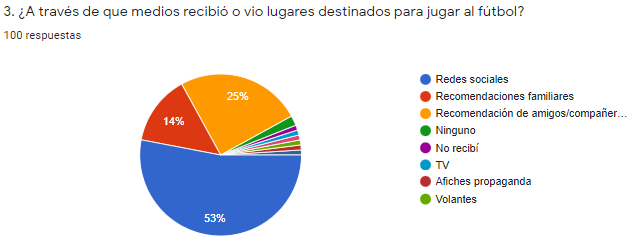 3. ¿A través de que medios recibió o vio lugares destinados para jugar al fútbol?
100 respuestas
25%
14%
53%
Redes sociales
Recomendaciones familiares
Recomendación de amigos/compañer…
Ninguno
No recibí
TV
Afiches propaganda
Volantes